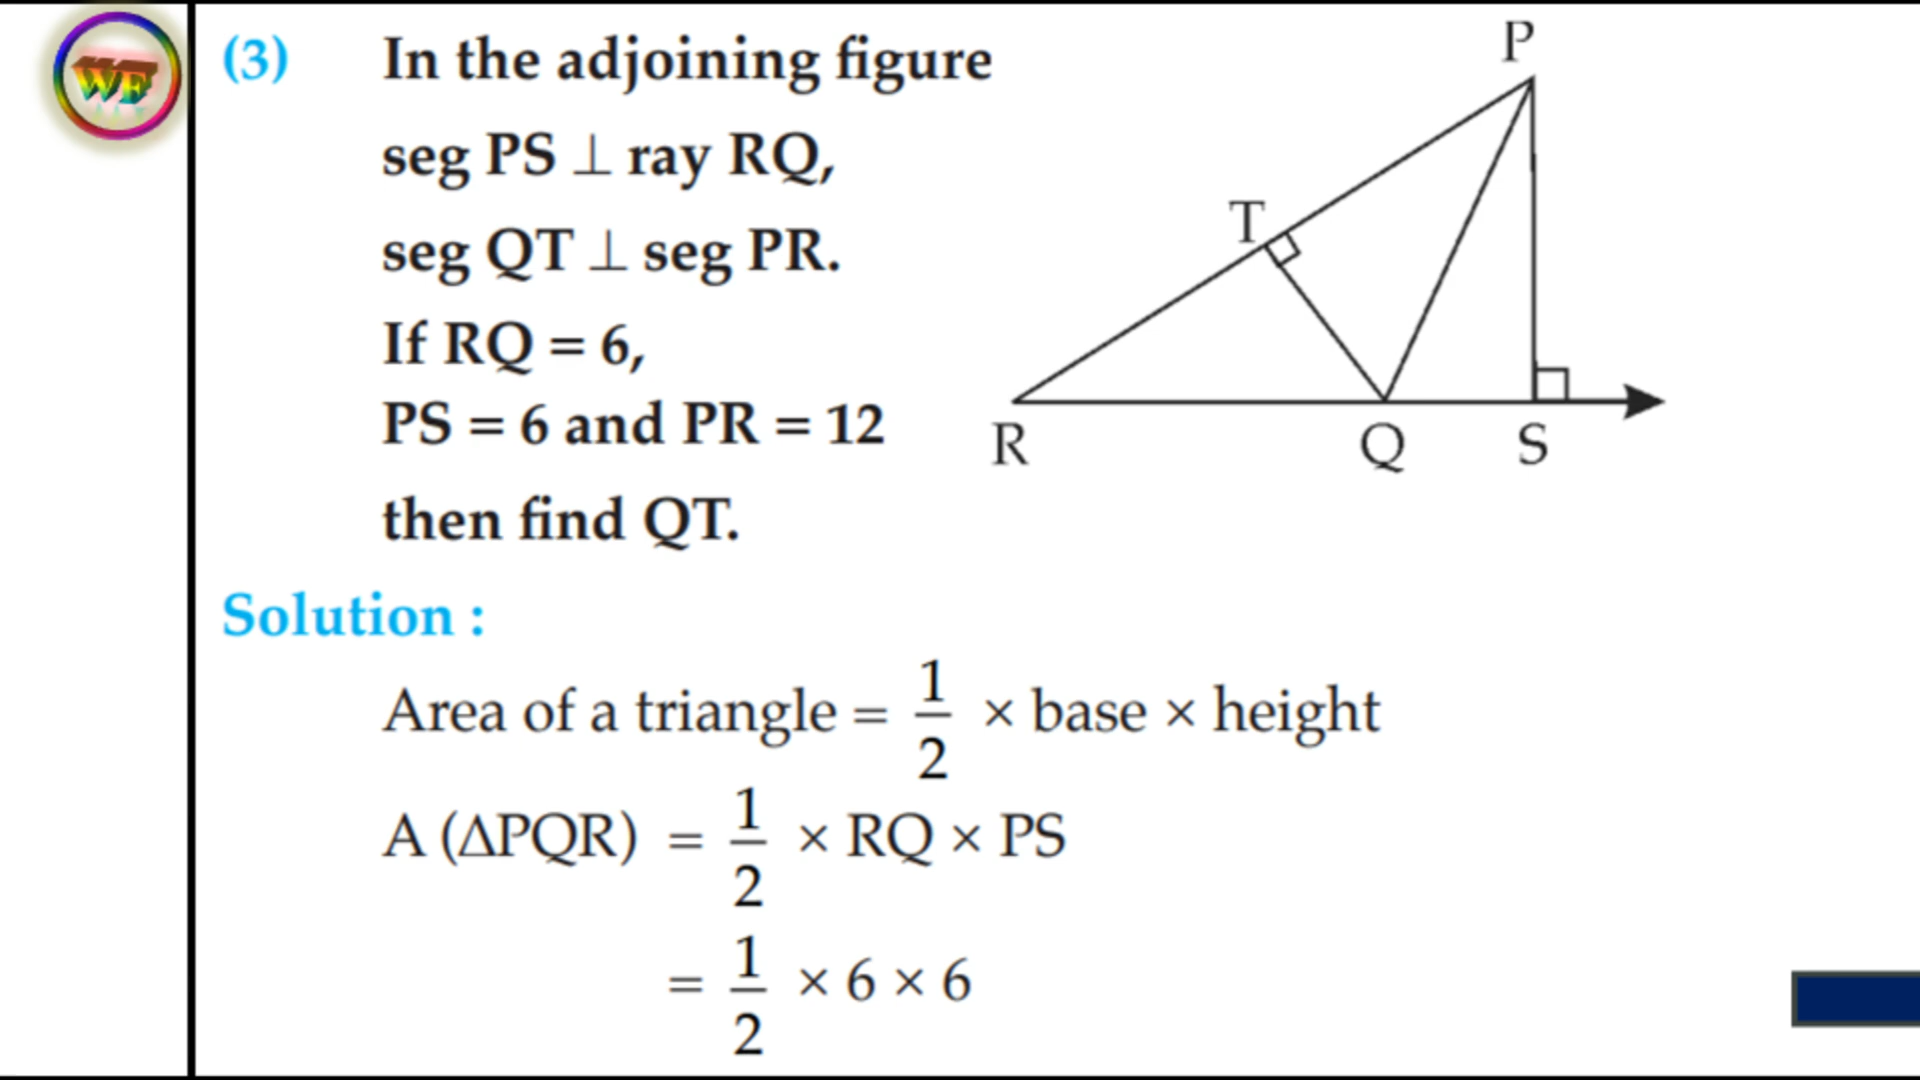 WF
(3) In the adjoining figure
seg PS ⊥ ray RQ,
seg QT ⊥ seg PR.
If RQ = 6,
PS = 6 and PR = 12
then find QT.
P
T
R
Q
S
Solution :
Area of a triangle = 1/2 × base × height
A (ΔPQR) = 1/2 × RQ × PS
= 1/2 × 6 × 6